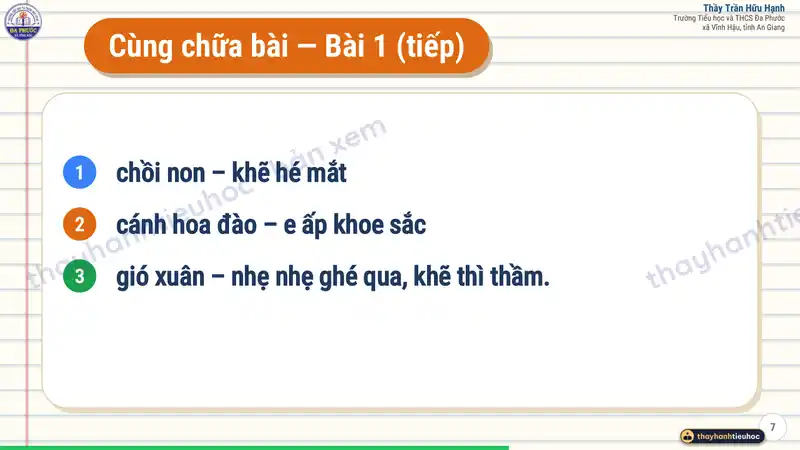 Thầy Trần Hữu Hạnh
Trường Tiểu học và THCS Đa Phước
xã Vĩnh Hậu, tỉnh An Giang
ĐA PHƯỚC
Cùng chữa bài – Bài 1 (tiếp)
1 chồi non – khẽ hé mắt
2 cánh hoa đào – e ấp khoe sắc
3 gió xuân – nhẹ nhẹ ghé qua, khẽ thì thầm.
7
thayhanhtieuhoc